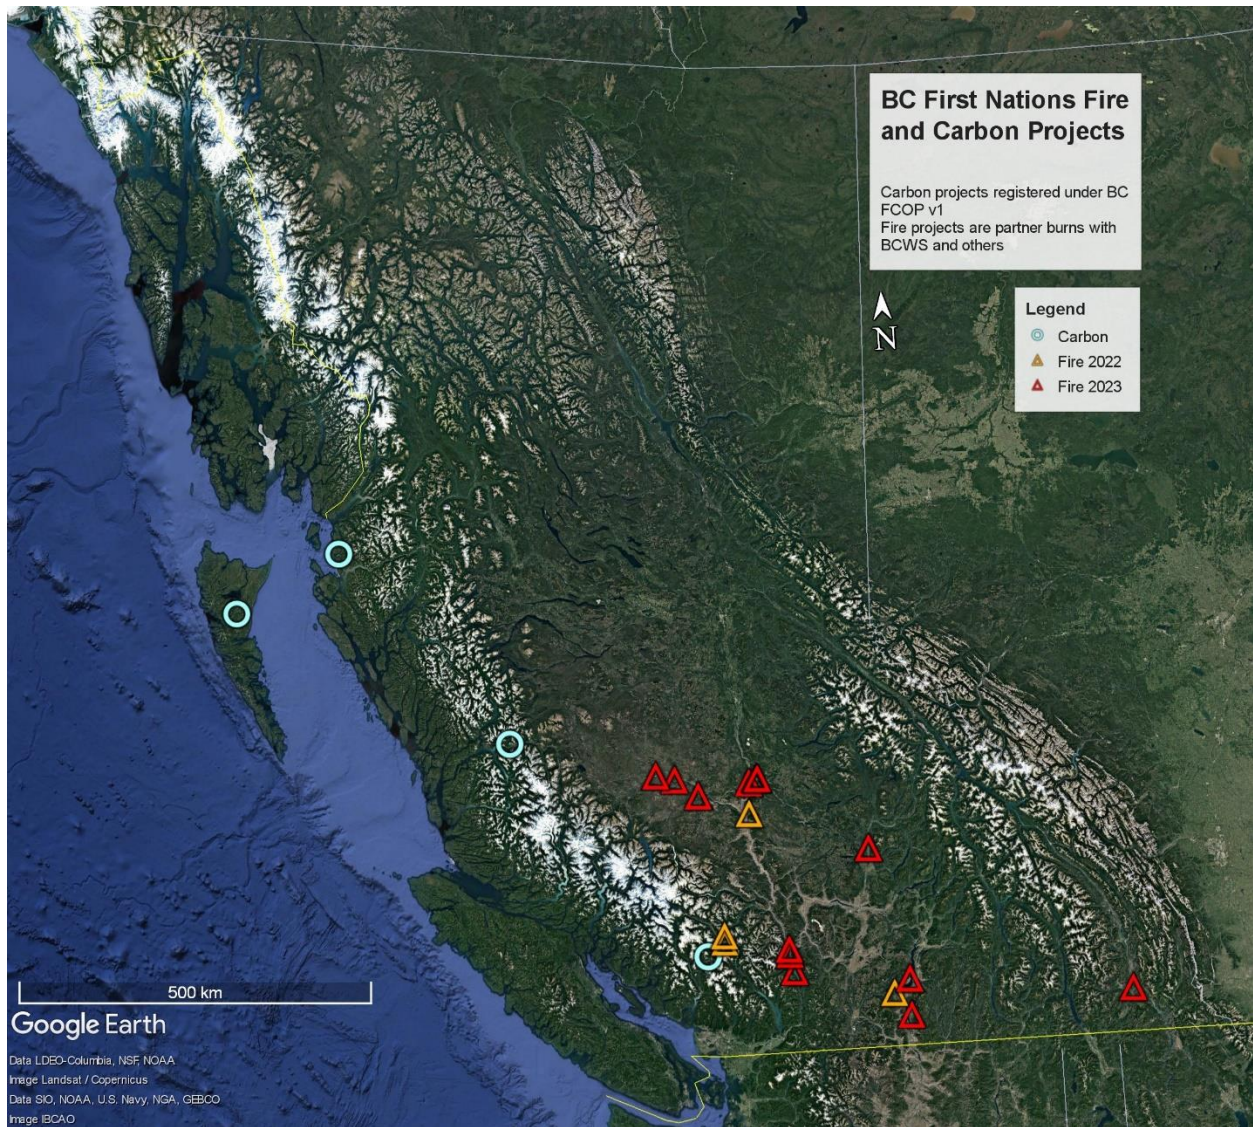 BC First Nations Fire
and Carbon Projects
Carbon projects registered under BC
FCOP v1
Fire projects are partner burns with
BCWS and others
Legend
Carbon
Fire 2022
Fire 2023
N
500 km
Google Earth
Data LDEO-Columbia, NSF, NOAA
Image Landsat / Copernicus
Data SIO, NOAA, U.S. Navy, NGA, GEBCO
Image IBCAO